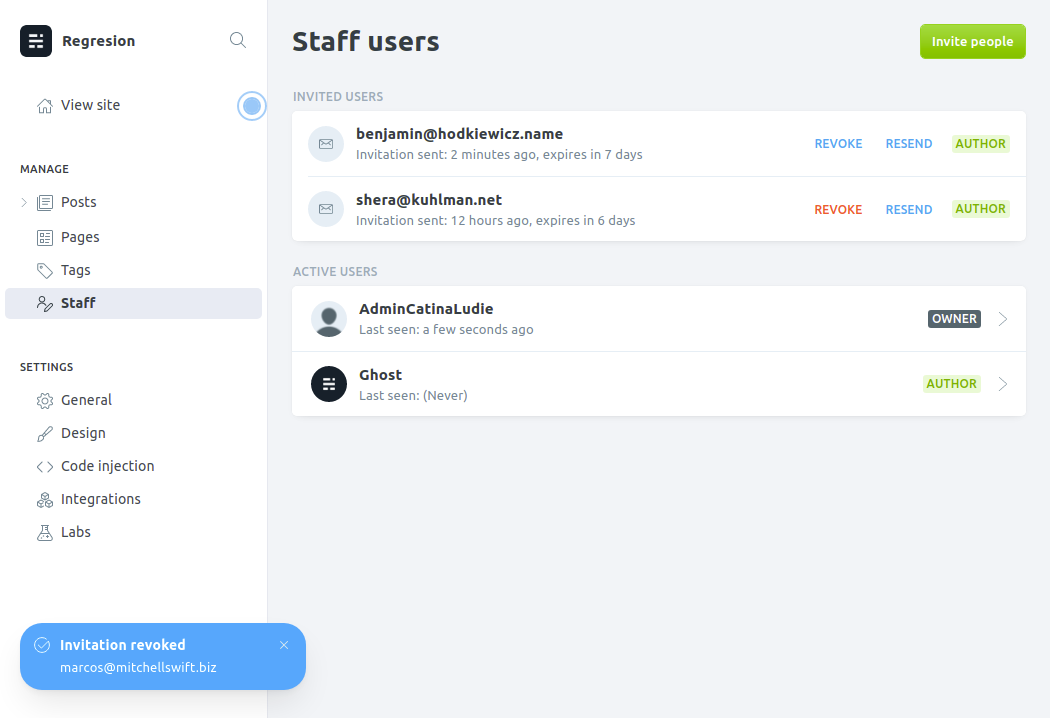 Regresion
View site
MANAGE
Posts
Pages
Tags
Staff
SETTINGS
General
Design
Code injection
Integrations
Labs
Invitation revoked
marcos@mitchellswift.biz
Staff users
Invite people
INVITED USERS
benjamin@hodkiewicz.name
Invitation sent: 2 minutes ago, expires in 7 days
REVOKE RESEND AUTHOR
shera@kuhlman.net
Invitation sent: 12 hours ago, expires in 6 days
REVOKE RESEND AUTHOR
ACTIVE USERS
AdminCatinaLudie
Last seen: a few seconds ago
OWNER
Ghost
Last seen: (Never)
AUTHOR